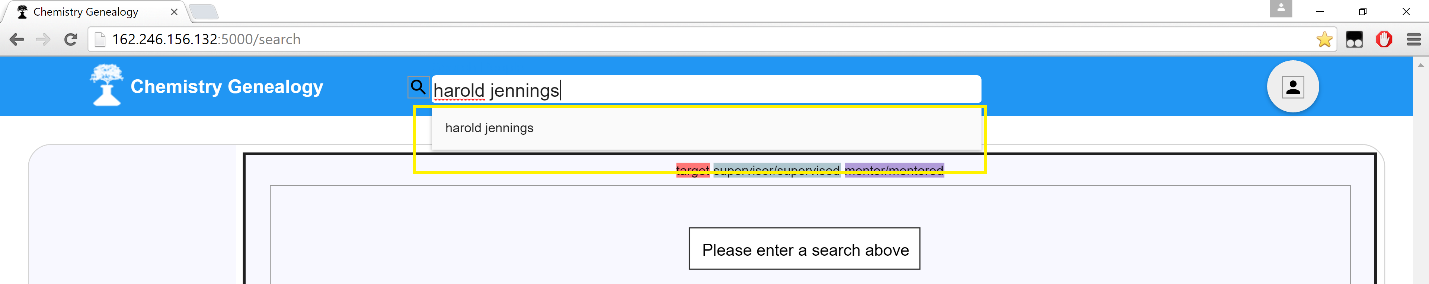 Chemistry Genealogy
162.246.156.132:5000/search
Chemistry Genealogy
harold jennings
harold jennings
target supervisor/supervised mentor/mentored
Please enter a search above